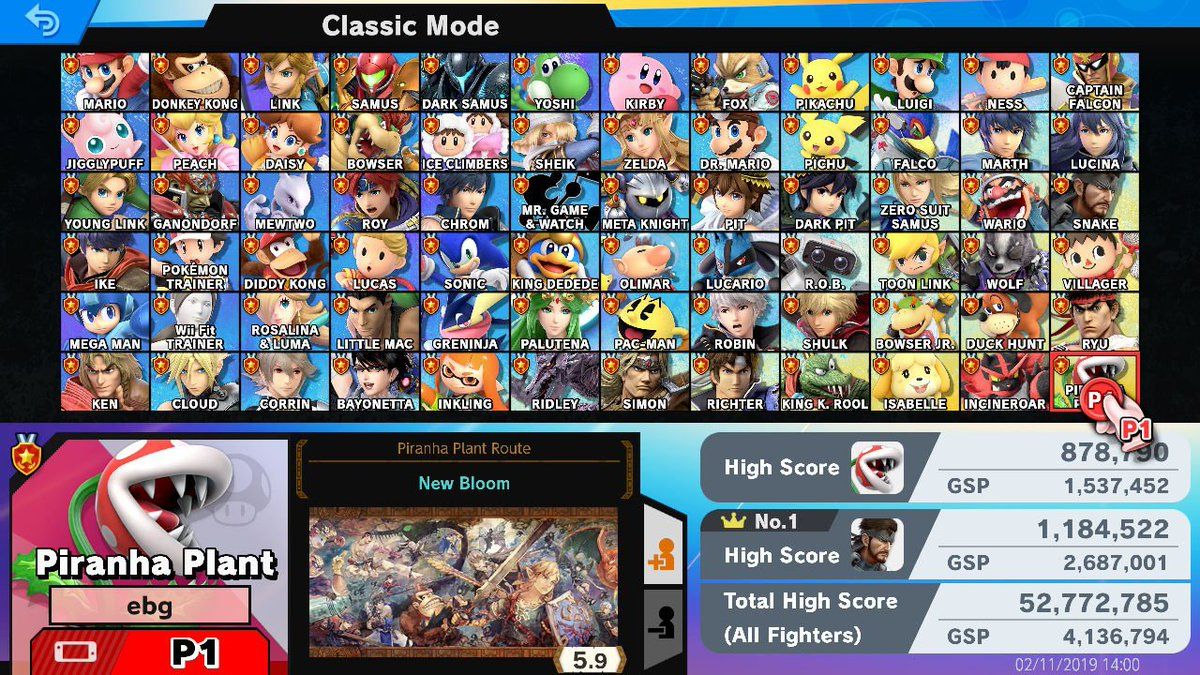 Classic Mode
MARIO
DONKEY KONG
LINK
SAMUS
DARK SAMUS
YOSHI
KIRBY
FOX
PIKACHU
LUIGI
NESS
CAPTAIN
FALCON
JIGGLYPUFF
PEACH
DAISY
BOWSER
ICE CLIMBERS
SHEIK
ZELDA
DR. MARIO
PICHU
FALCO
MARTH
LUCINA
YOUNG LINK
GANONDORF
MEWTWO
ROY
CHROM
MR. GAME
& WATCH
META KNIGHT
PIT
DARK PIT
ZERO SUIT
SAMUS
WARIO
SNAKE
IKE
POKÉMON
TRAINER
DIDDY KONG
LUCAS
SONIC
KING DEDEDE
OLIMAR
LUCARIO
R.O.B.
TOON LINK
WOLF
VILLAGER
MEGA MAN
Wii Fit
TRAINER
ROSALINA
& LUMA
LITTLE MAC
GRENINJA
PALUTENA
PAC-MAN
ROBIN
SHULK
BOWSER JR.
DUCK HUNT
RYU
KEN
CLOUD
CORRIN
BAYONETTA
INKLING
RIDLEY
SIMON
RICHTER
KING K. ROOL
ISABELLE
INCINEROAR
P1
Piranha Plant
ebg
P1
Piranha Plant Route
New Bloom
5.9
High Score
878,790
GSP
1,537,452
No.1
High Score
1,184,522
GSP
2,687,001
Total High Score
(All Fighters)
52,772,785
GSP
4,136,794
02/11/2019 14:00